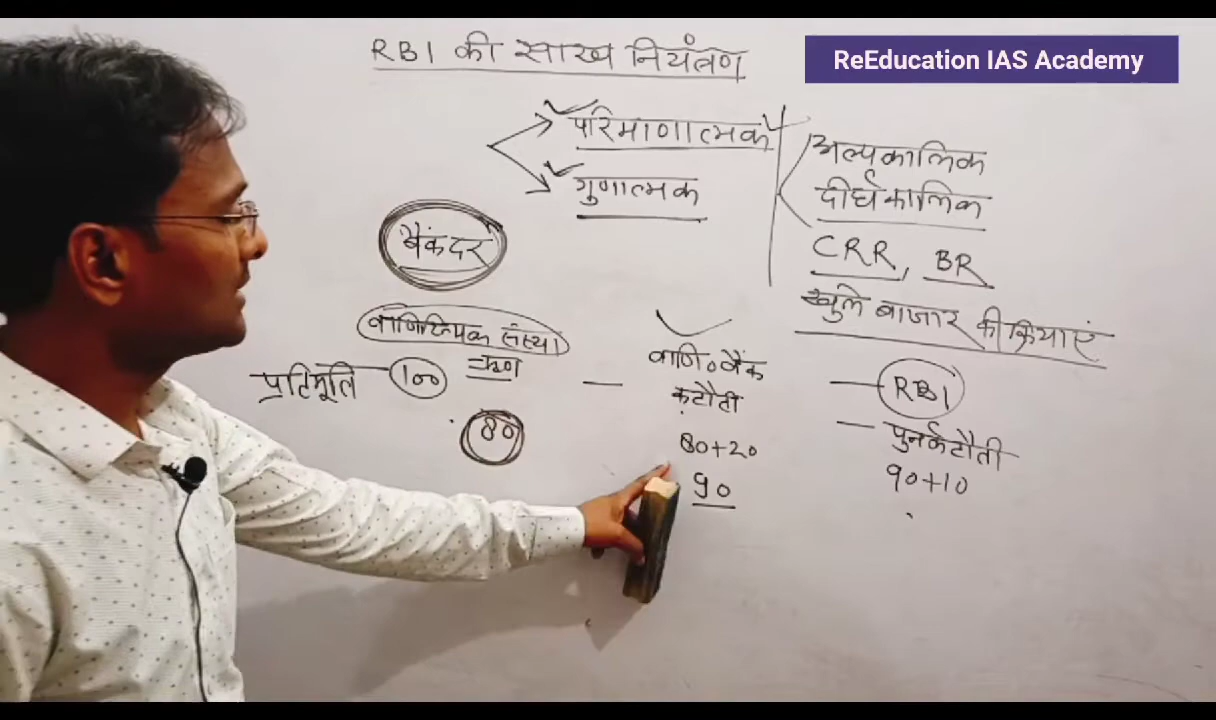 RBI की साख नियंत्रण
ReEducation IAS Academy
परिमाणात्मक
गुणात्मक
अल्पकालिक
दीर्घकालिक
CRR, BR
खुले बाजार की क्रियाएं
बैंकदर
वाणिज्यिक संस्था
ऋण
प्रतिभूति 100
80
वाणि० बैंक
कटौती
80+20
90
RBI
पुनर्कटौती
90+10